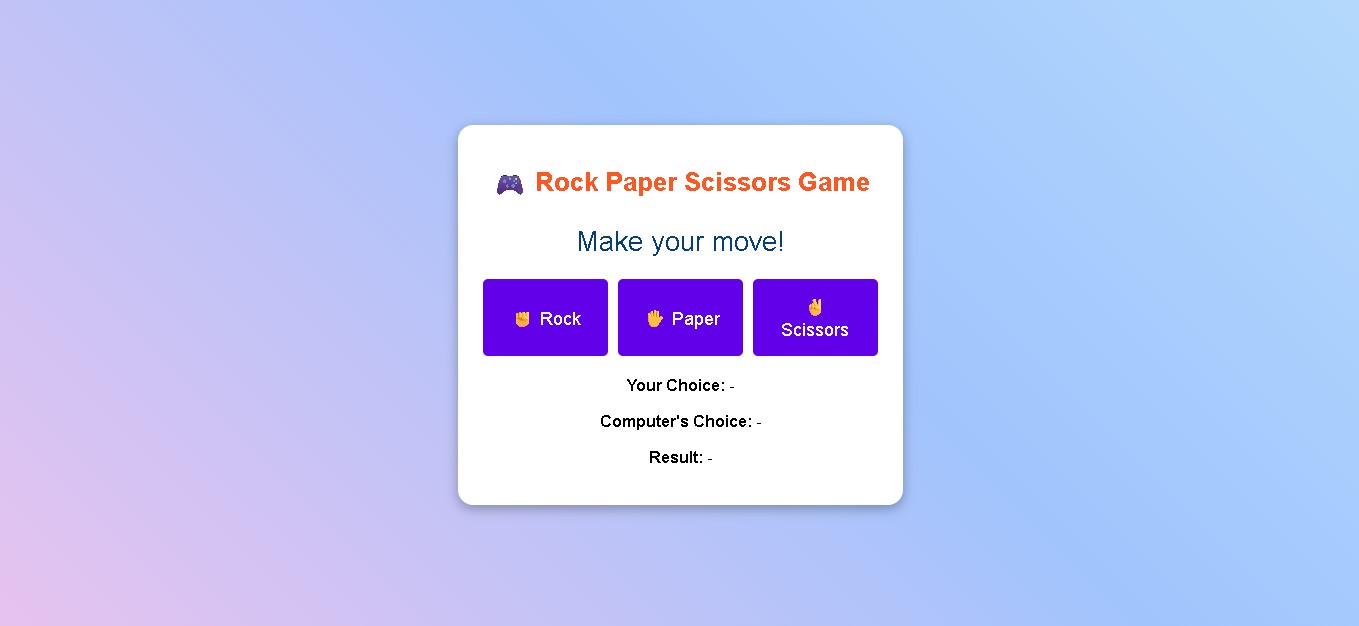 🎮 Rock Paper Scissors Game
Make your move!
✊ Rock
✋ Paper
✌
Scissors
Your Choice: -
Computer's Choice: -
Result: -